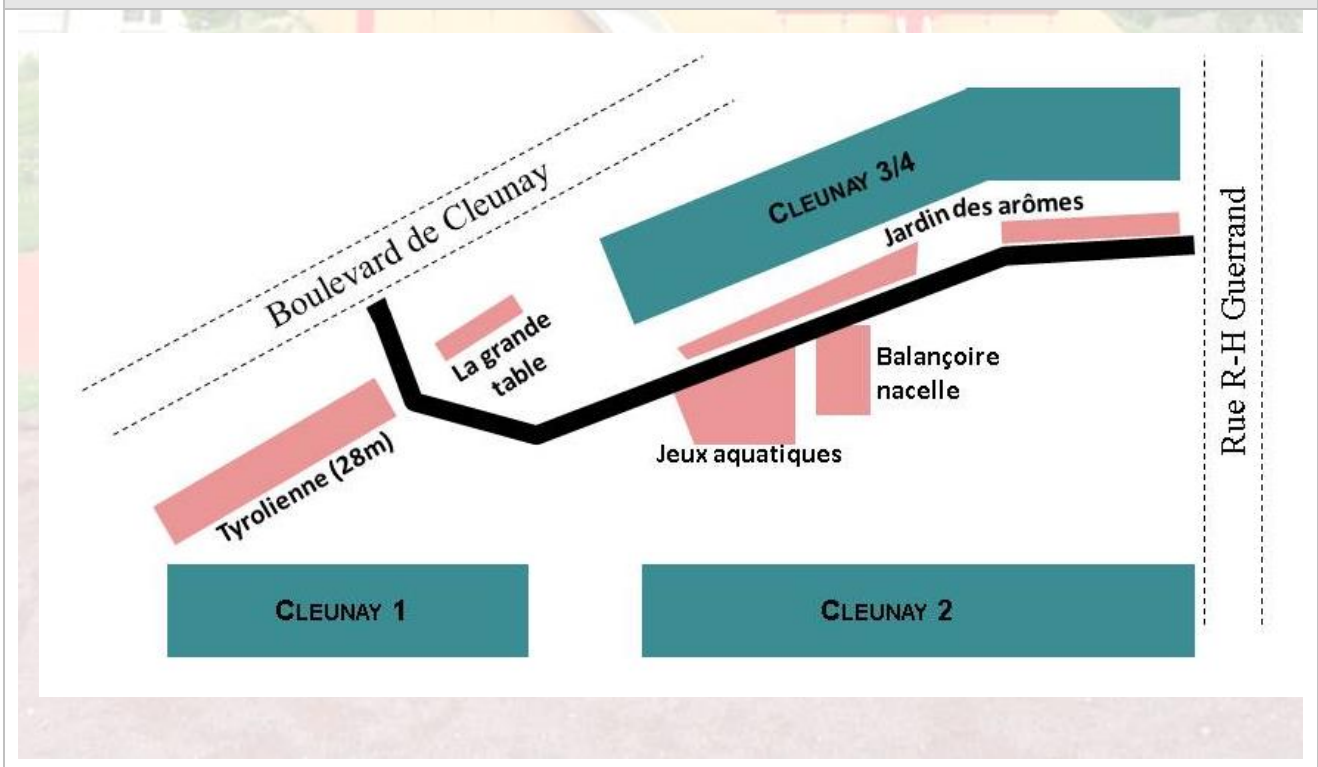 Boulevard de Cleunay
CLEUNAY 3/4
Jardin des arômes
Rue R-H Guerrand
La grande
table
Balançoire
nacelle
Tyrolienne (28m)
Jeux aquatiques
CLEUNAY 1
CLEUNAY 2